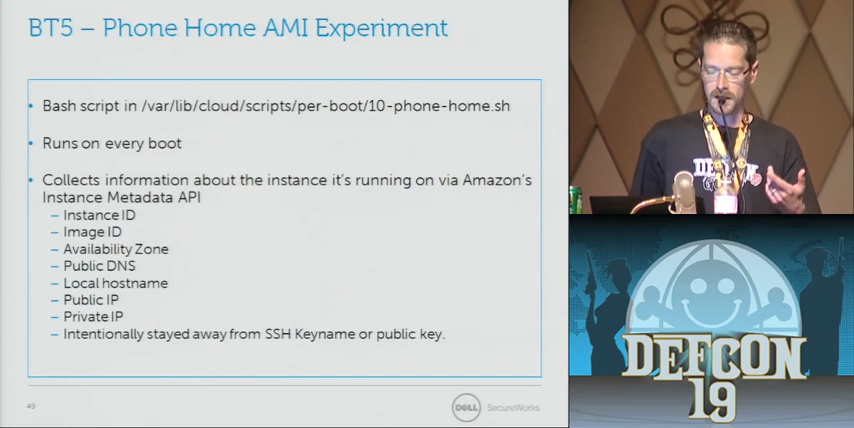 BT5 – Phone Home AMI Experiment
• Bash script in /var/lib/cloud/scripts/per-boot/10-phone-home.sh
• Runs on every boot
• Collects information about the instance it's running on via Amazon's
Instance Metadata API
– Instance ID
– Image ID
– Availability Zone
– Public DNS
– Local hostname
– Public IP
– Private IP
– Intentionally stayed away from SSH Keyname or public key.
49
DELL SecureWorks
DEFCON
DEFCON
19